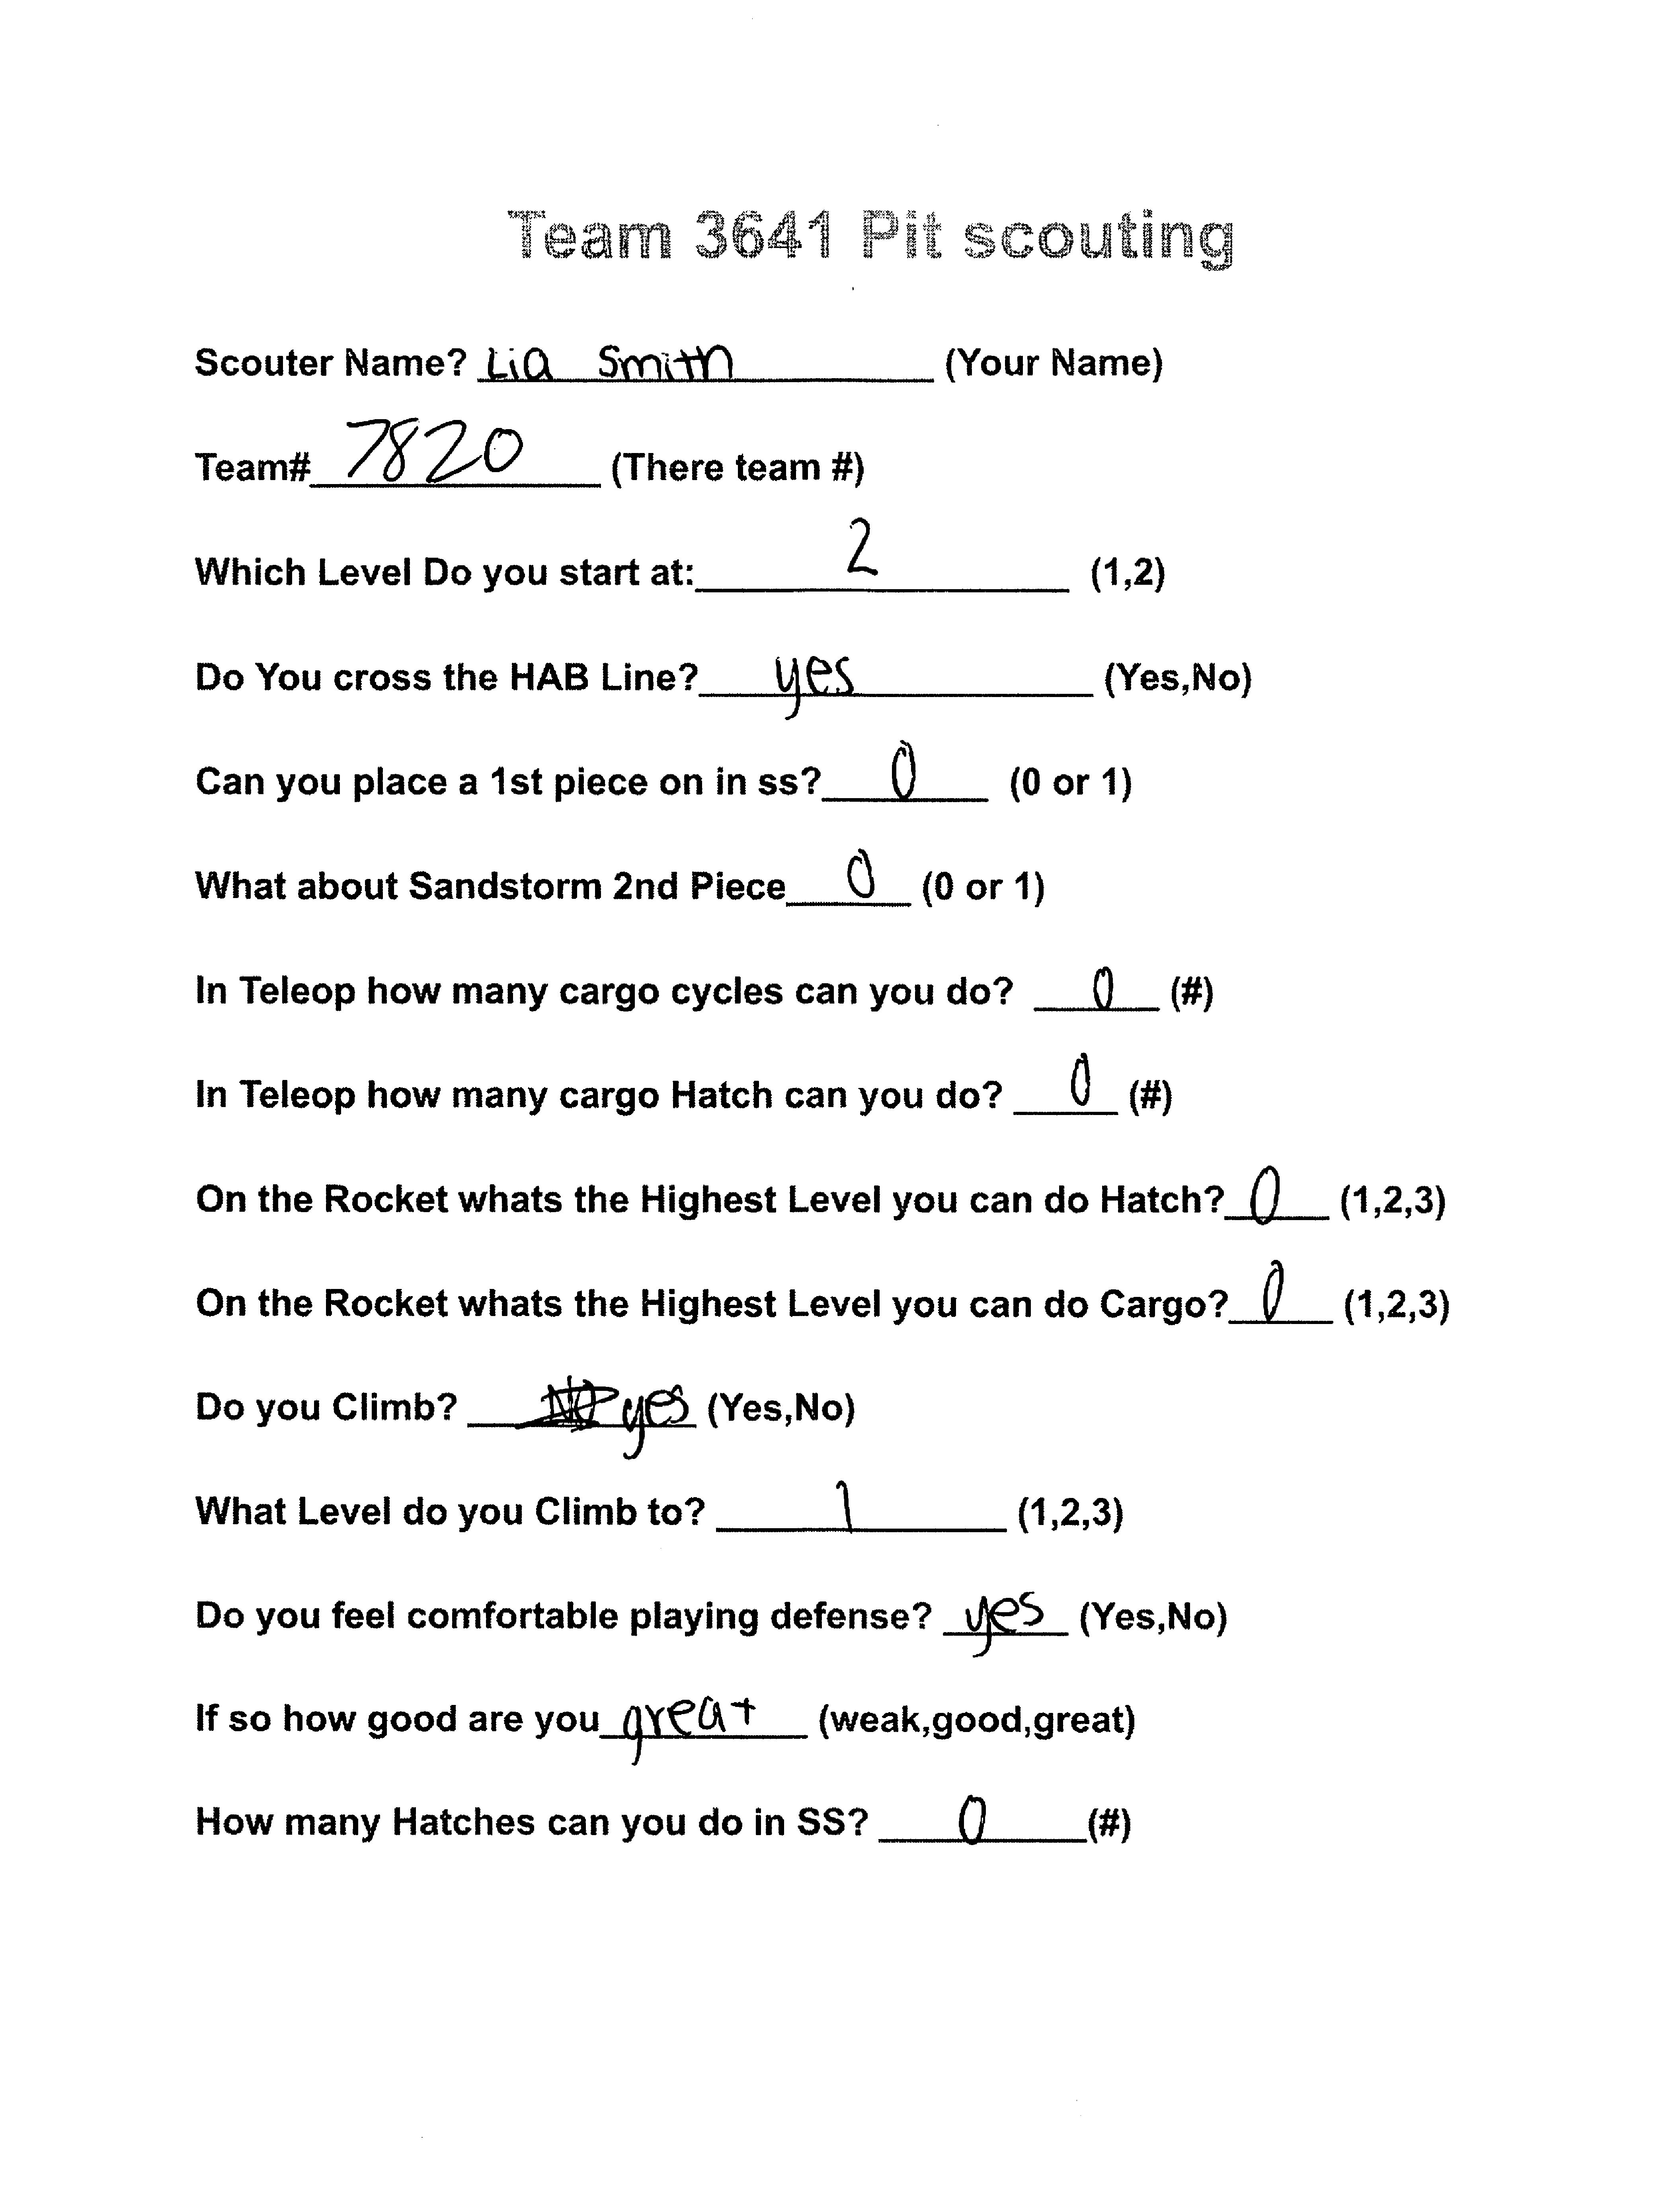 Team 3641 Pit scouting
Scouter Name? Lia Smith (Your Name)
Team# 7820 (There team #)
Which Level Do you start at: 2 (1,2)
Do You cross the HAB Line? yes (Yes,No)
Can you place a 1st piece on in ss? 0 (0 or 1)
What about Sandstorm 2nd Piece 0 (0 or 1)
In Teleop how many cargo cycles can you do? 0 (#)
In Teleop how many cargo Hatch can you do? 0 (#)
On the Rocket whats the Highest Level you can do Hatch? 0 (1,2,3)
On the Rocket whats the Highest Level you can do Cargo? 0 (1,2,3)
Do you Climb? yes (Yes,No)
What Level do you Climb to? 1 (1,2,3)
Do you feel comfortable playing defense? yes (Yes,No)
If so how good are you great (weak,good,great)
How many Hatches can you do in SS? 0 (#)